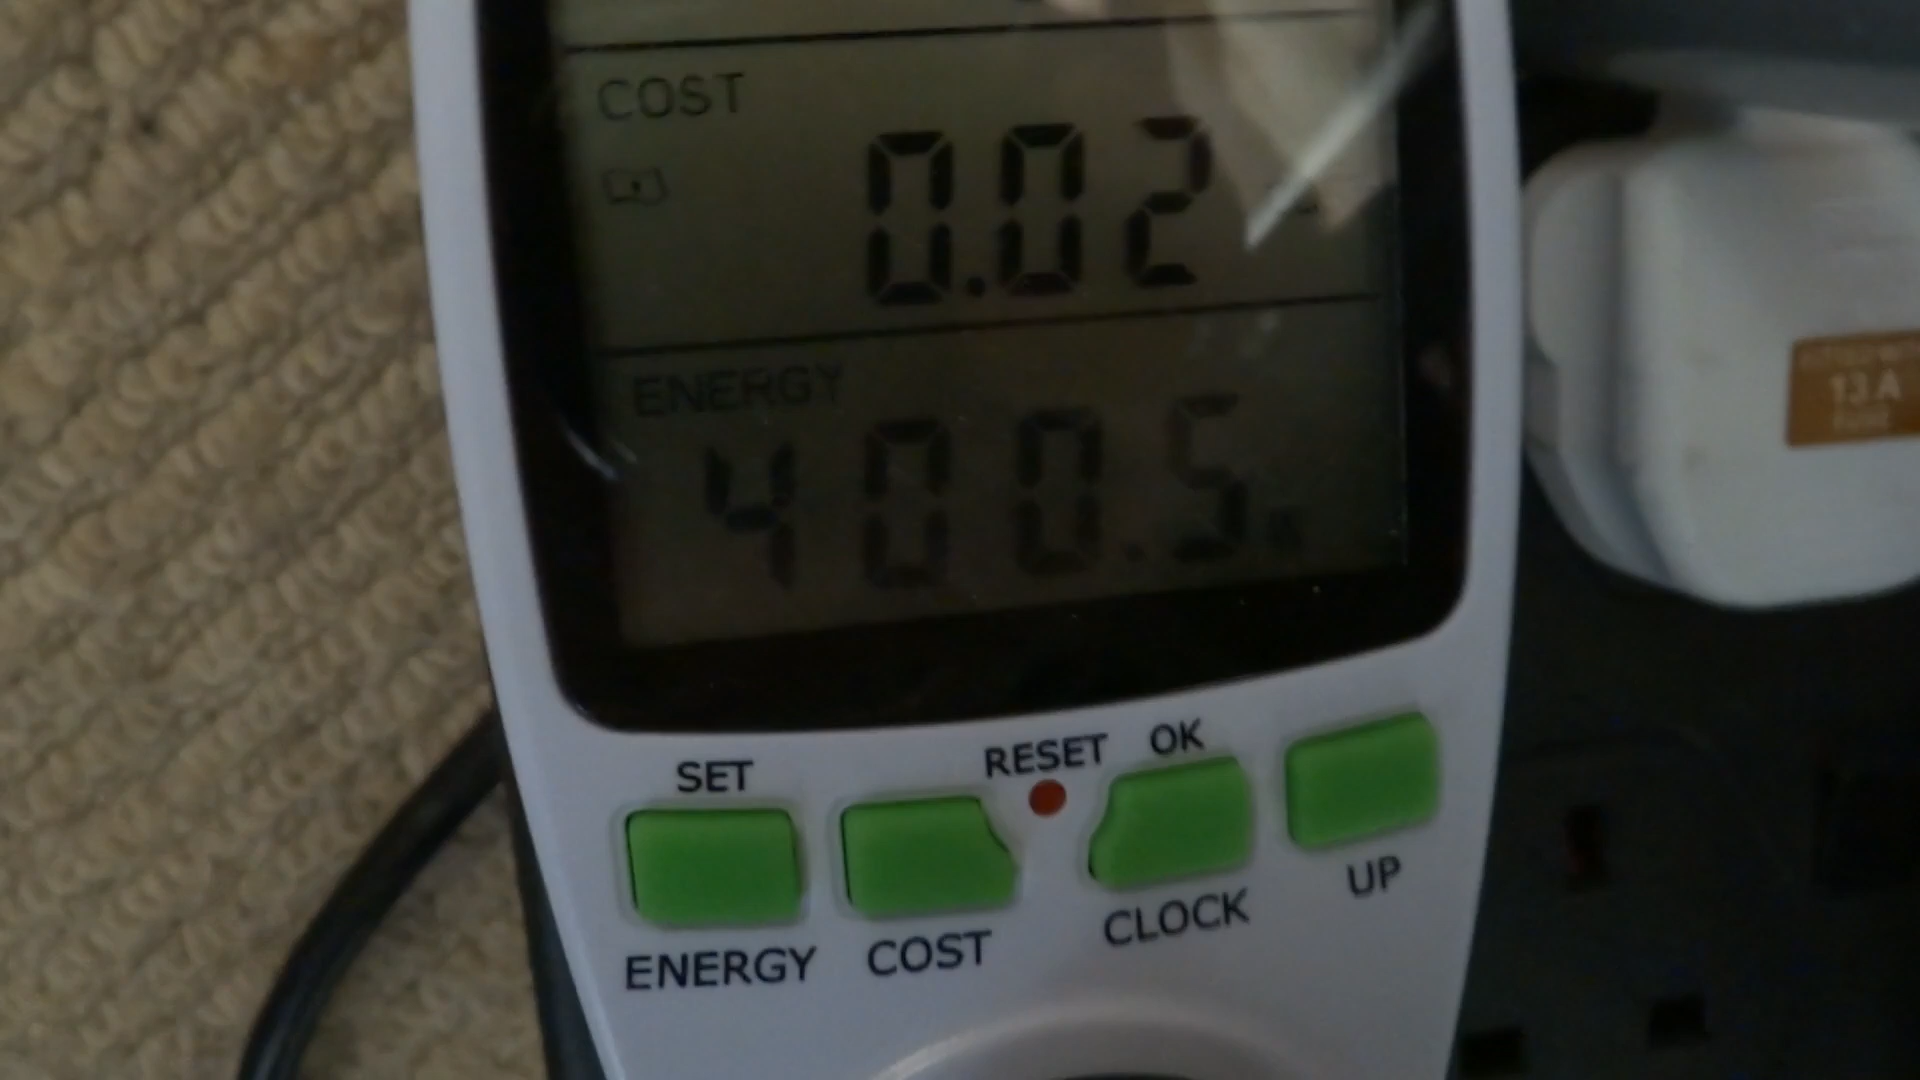 COST
0.02
ENERGY
400.5
13A
SET
RESET
OK
ENERGY
COST
CLOCK
UP